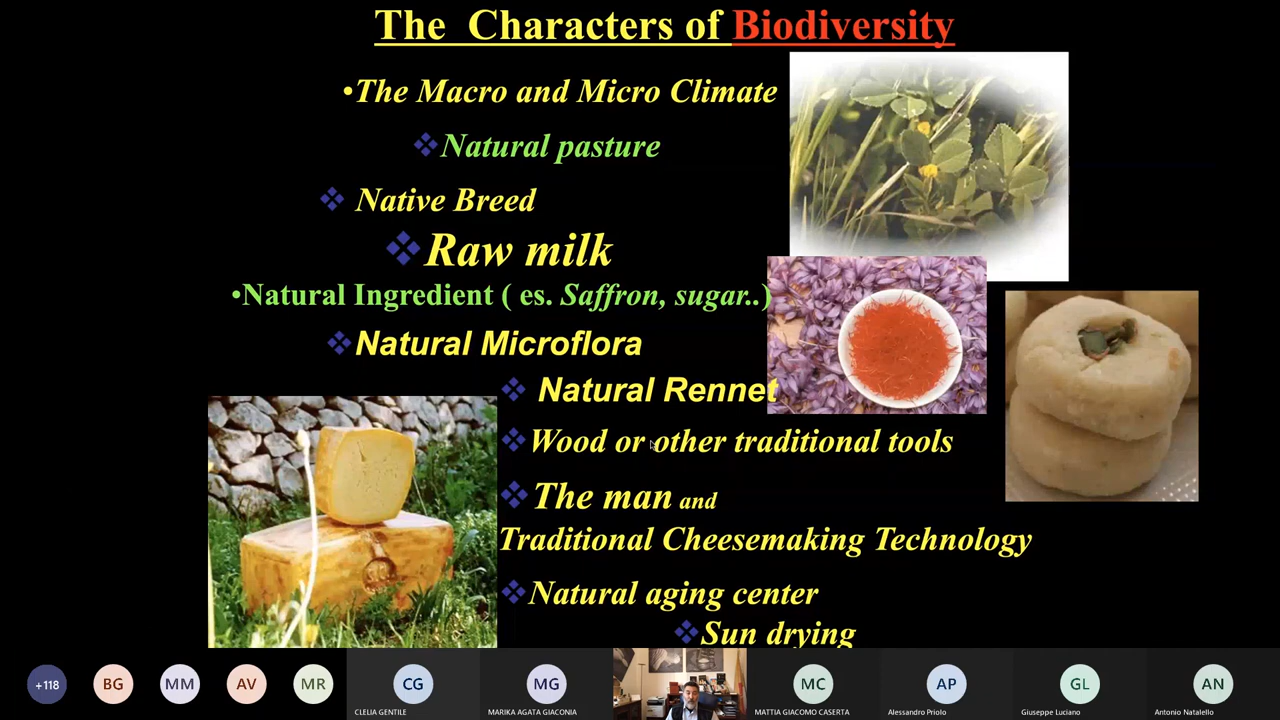 The Characters of Biodiversity
•The Macro and Micro Climate
❖Natural pasture
❖ Native Breed
❖Raw milk
•Natural Ingredient ( es. Saffron, sugar..)
❖Natural Microflora
❖ Natural Rennet
❖Wood or other traditional tools
❖The man and
Traditional Cheesemaking Technology
❖Natural aging center
❖Sun drying
+118
BG
MM
AV
MR
CG
MG
MC
AP
GL
AN
CLELIA GENTILE
MARIKA AGATA GIACONIA
MATTIA GIACOMO CASERTA
Alessandro Priolo
Giuseppe Luciano
Antonio Natalello